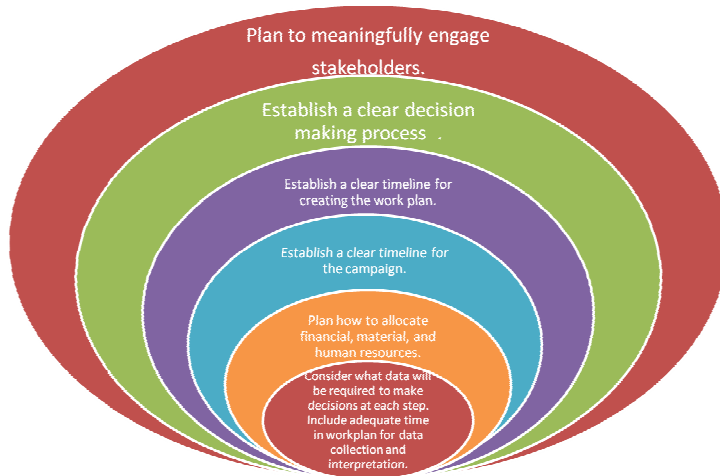 Plan to meaningfully engage
stakeholders.
Establish a clear decision
making process .
Establish a clear timeline for
creating the work plan.
Establish a clear timeline for
the campaign.
Plan how to allocate
financial, material, and
human resources.
Consider what data will
be required to make
decisions at each step.
Include adequate time
in workplan for data
collection and
interpretation.